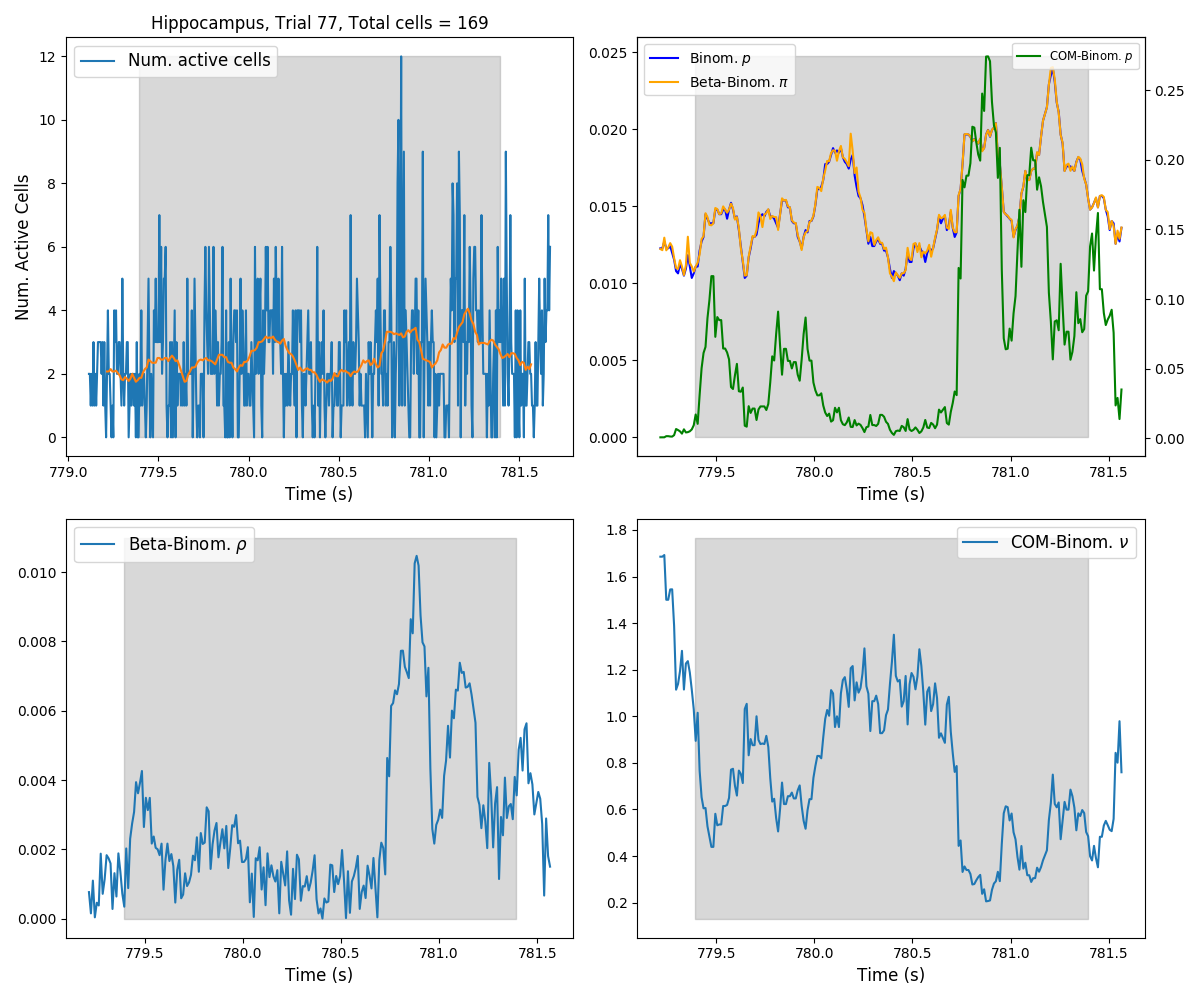 Hippocampus, Trial 77, Total cells = 169
Num. active cells
12
10
8
6
4
2
0
Num. Active Cells
779.0 779.5 780.0 780.5 781.0 781.5
Time (s)
Binom. p
Beta-Binom. π
COM-Binom. p
0.025
0.020
0.015
0.010
0.005
0.000
0.25
0.20
0.15
0.10
0.05
0.00
779.5 780.0 780.5 781.0 781.5
Time (s)
Beta-Binom. ρ
0.010
0.008
0.006
0.004
0.002
0.000
779.5 780.0 780.5 781.0 781.5
Time (s)
COM-Binom. ν
1.8
1.6
1.4
1.2
1.0
0.8
0.6
0.4
0.2
779.5 780.0 780.5 781.0 781.5
Time (s)